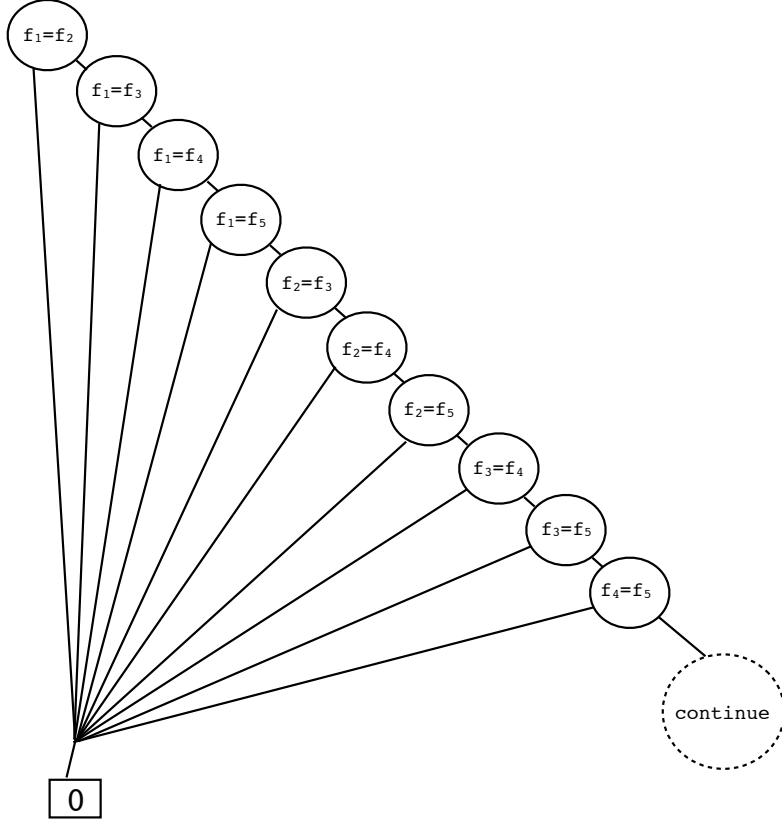 f₁=f₂
f₁=f₃
f₁=f₄
f₁=f₅
f₂=f₃
f₂=f₄
f₂=f₅
f₃=f₄
f₃=f₅
f₄=f₅
continue
0